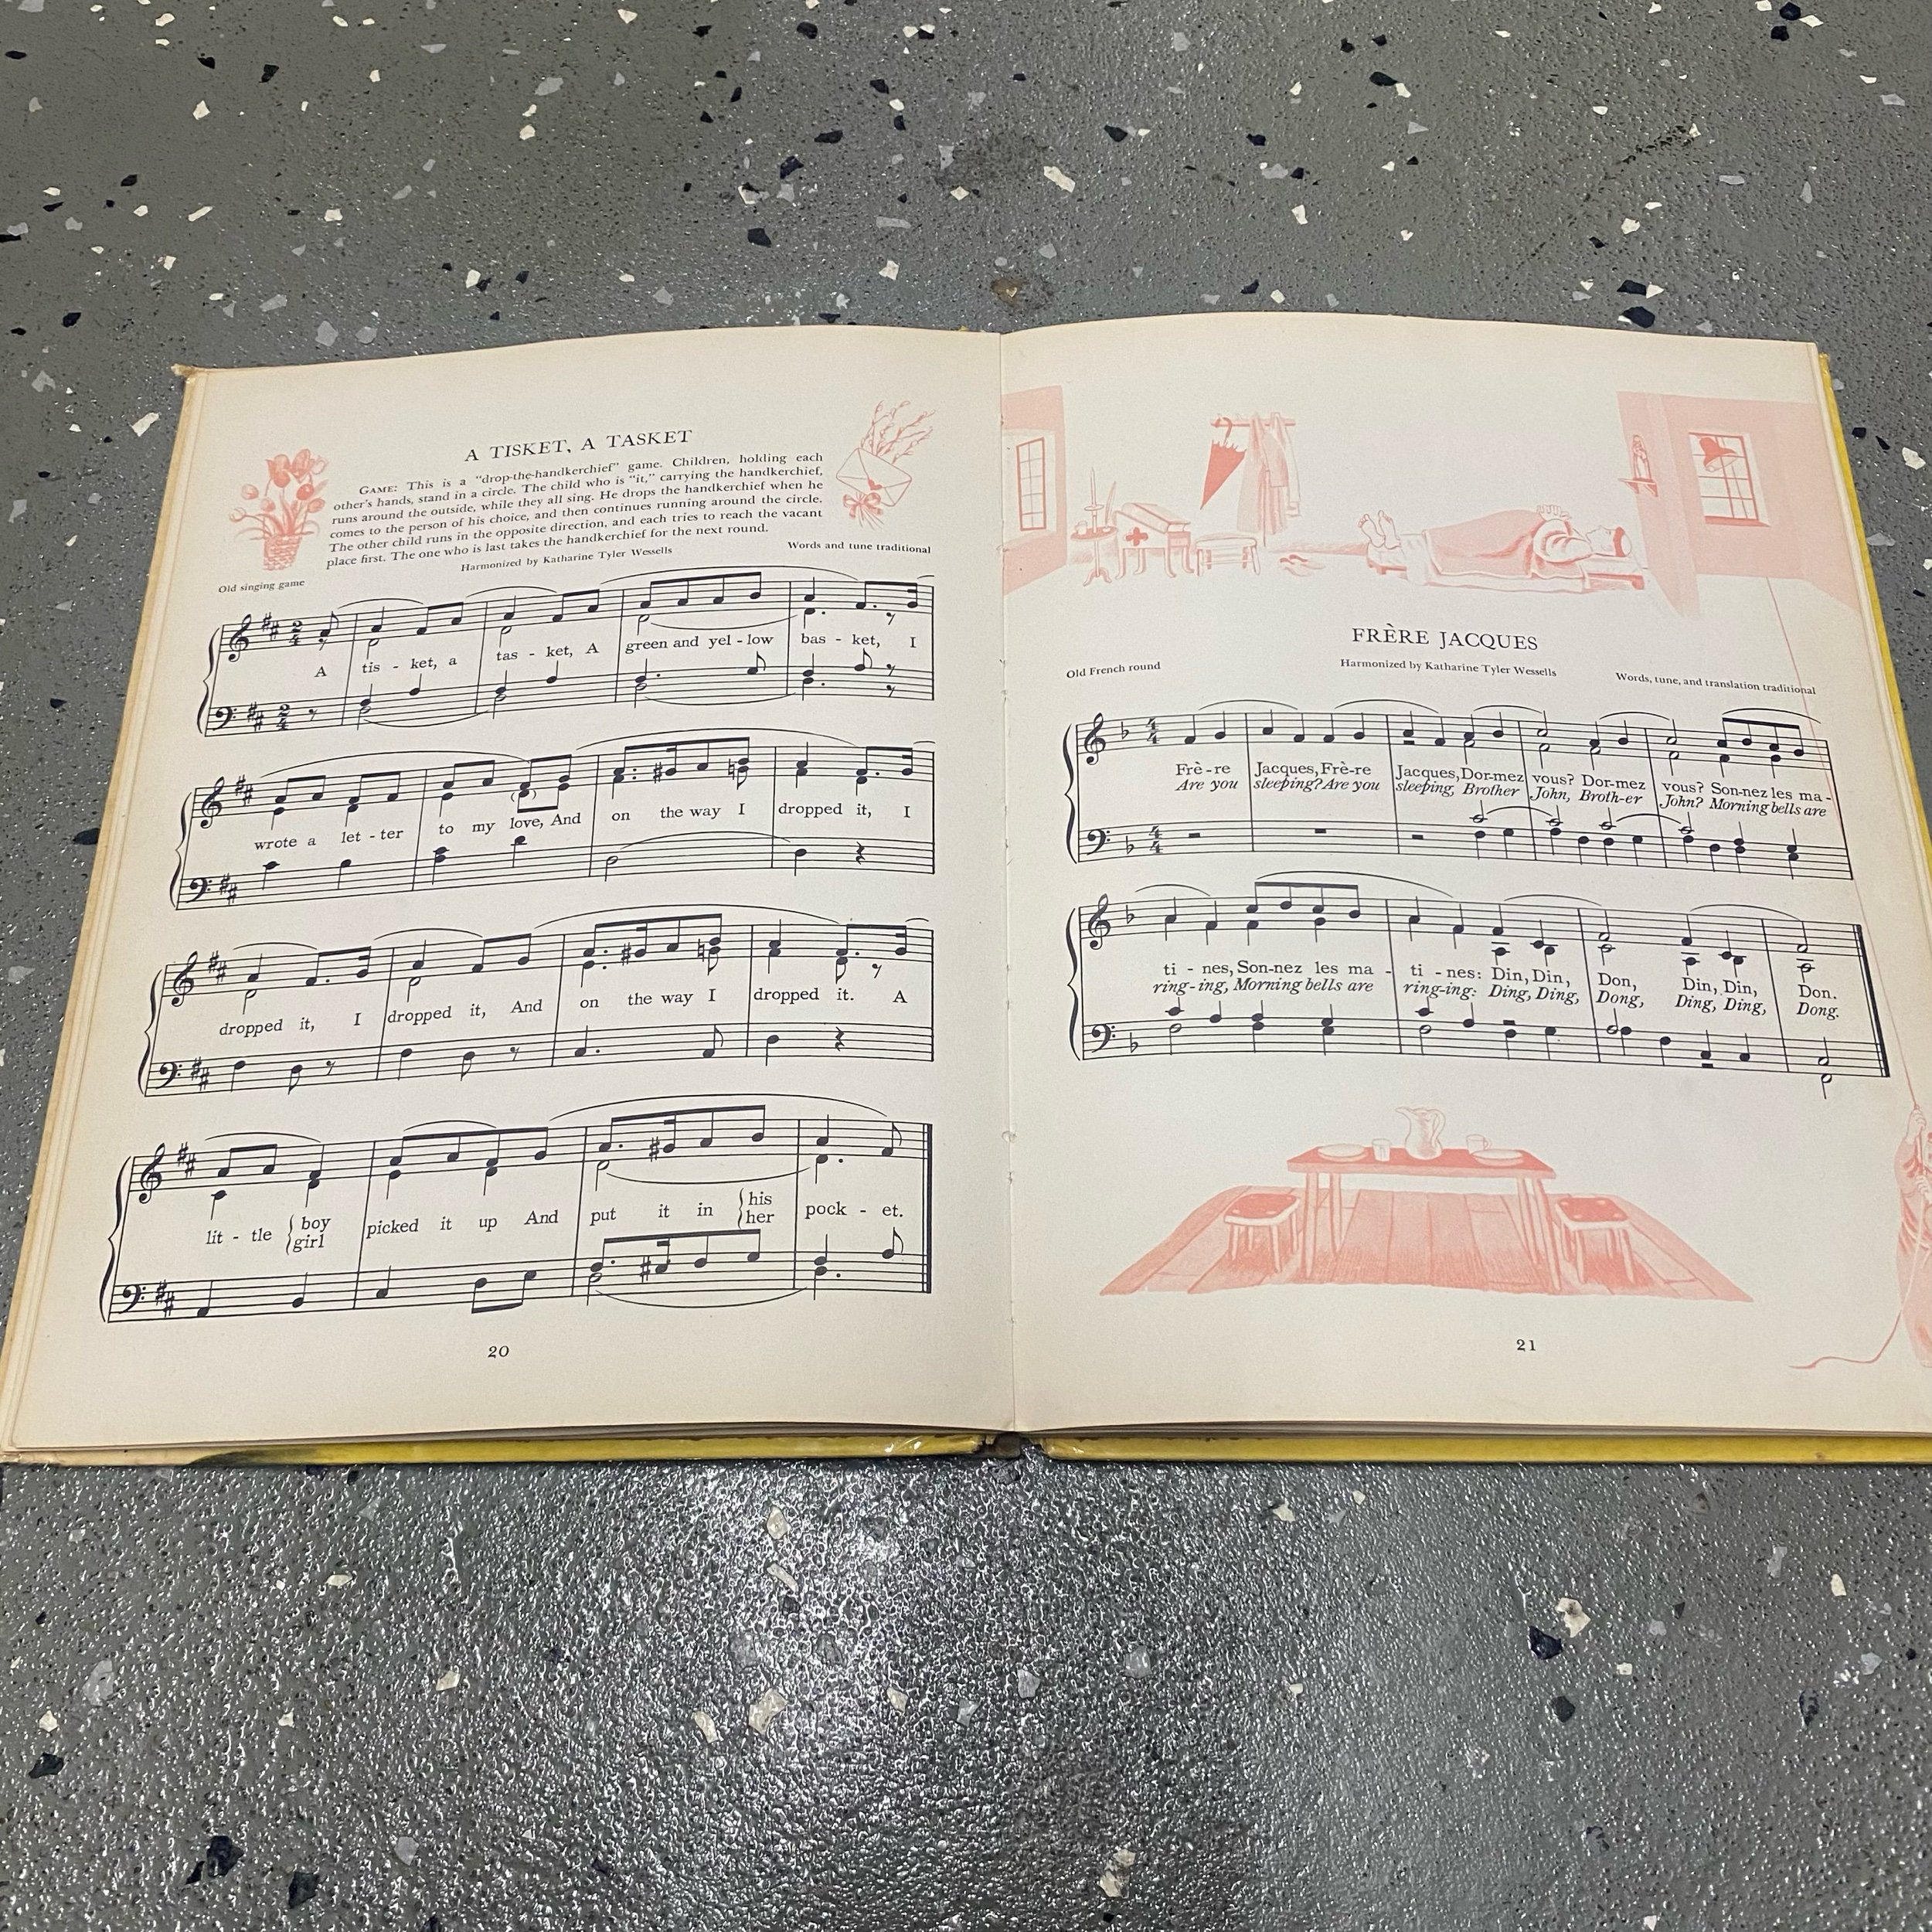 A TISKET, A TASKET
GAME: This is a "drop-the-handkerchief" game. Children, holding each
other's hands, stand in a circle. The child who is "it," carrying the handkerchief,
runs around the outside, while they all sing. He drops the handkerchief when he
comes to the person of his choice, and then continues running around the circle.
The other child runs in the opposite direction, and each tries to reach the vacant
place first. The one who is last takes the handkerchief for the next round.
Old singing game
Harmonized by Katharine Tyler Wessells
Words and tune traditional
2
4
A tis - ket, a tas - ket, A green and yel - low bas - ket, I
2
4
wrote a let - ter to my love, And on the way I dropped it, I
dropped it, I dropped it, And on the way I dropped it. A
lit - tle { boy picked it up And put it in { his pock - et.
{ girl { her
20
FRÈRE JACQUES
Old French round
Harmonized by Katharine Tyler Wessells
Words, tune, and translation traditional
4
4
Frè - re Jacques, Frè-re Jacques, Dor-mez vous? Dor-mez vous? Son-nez les ma -
Are you sleeping? Are you sleeping, Brother John, Broth-er John? Morning bells are
4
4
ti - nes, Son-nez les ma - ti - nes: Din, Din, Don, Din, Din, Don.
ring-ing, Morning bells are ring-ing: Ding, Ding, Dong, Ding, Ding, Dong.
21